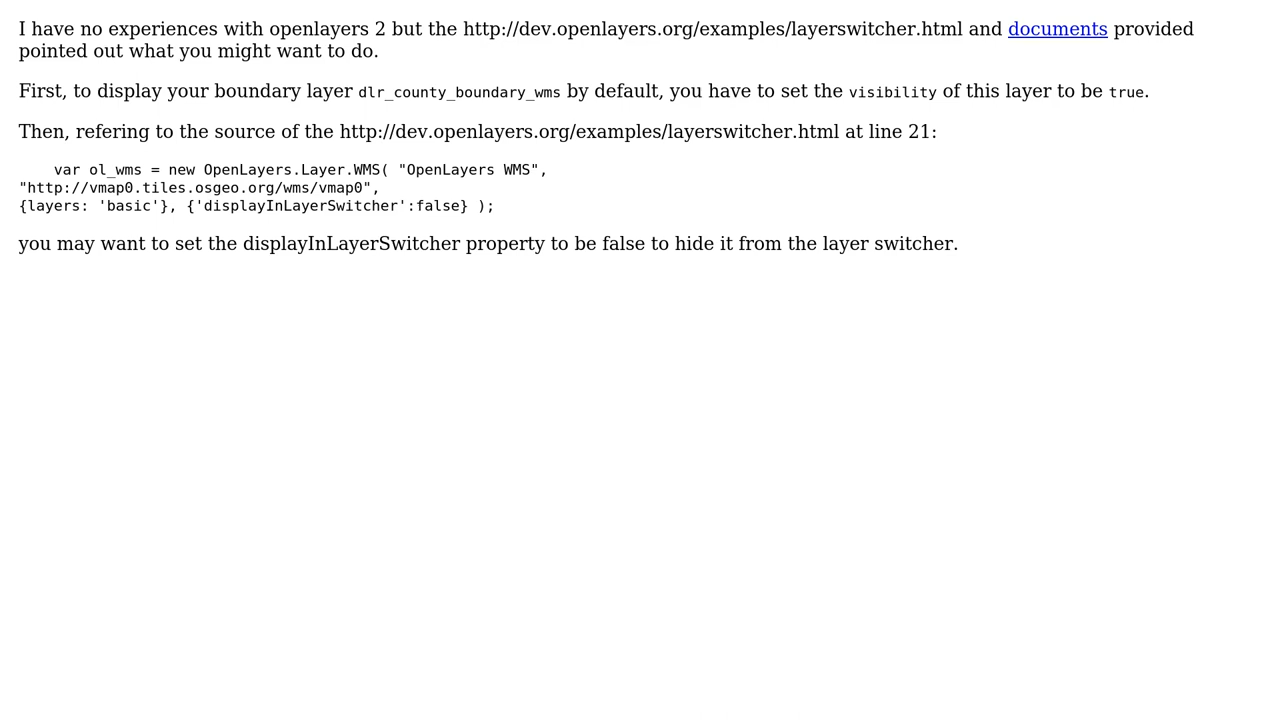 I have no experiences with openlayers 2 but the http://dev.openlayers.org/examples/layerswitcher.html and documents provided
pointed out what you might want to do.
First, to display your boundary layer dlr_county_boundary_wms by default, you have to set the visibility of this layer to be true.
Then, refering to the source of the http://dev.openlayers.org/examples/layerswitcher.html at line 21:
    var ol_wms = new OpenLayers.Layer.WMS( "OpenLayers WMS",
"http://vmap0.tiles.osgeo.org/wms/vmap0",
{layers: 'basic'}, {'displayInLayerSwitcher':false} );
you may want to set the displayInLayerSwitcher property to be false to hide it from the layer switcher.